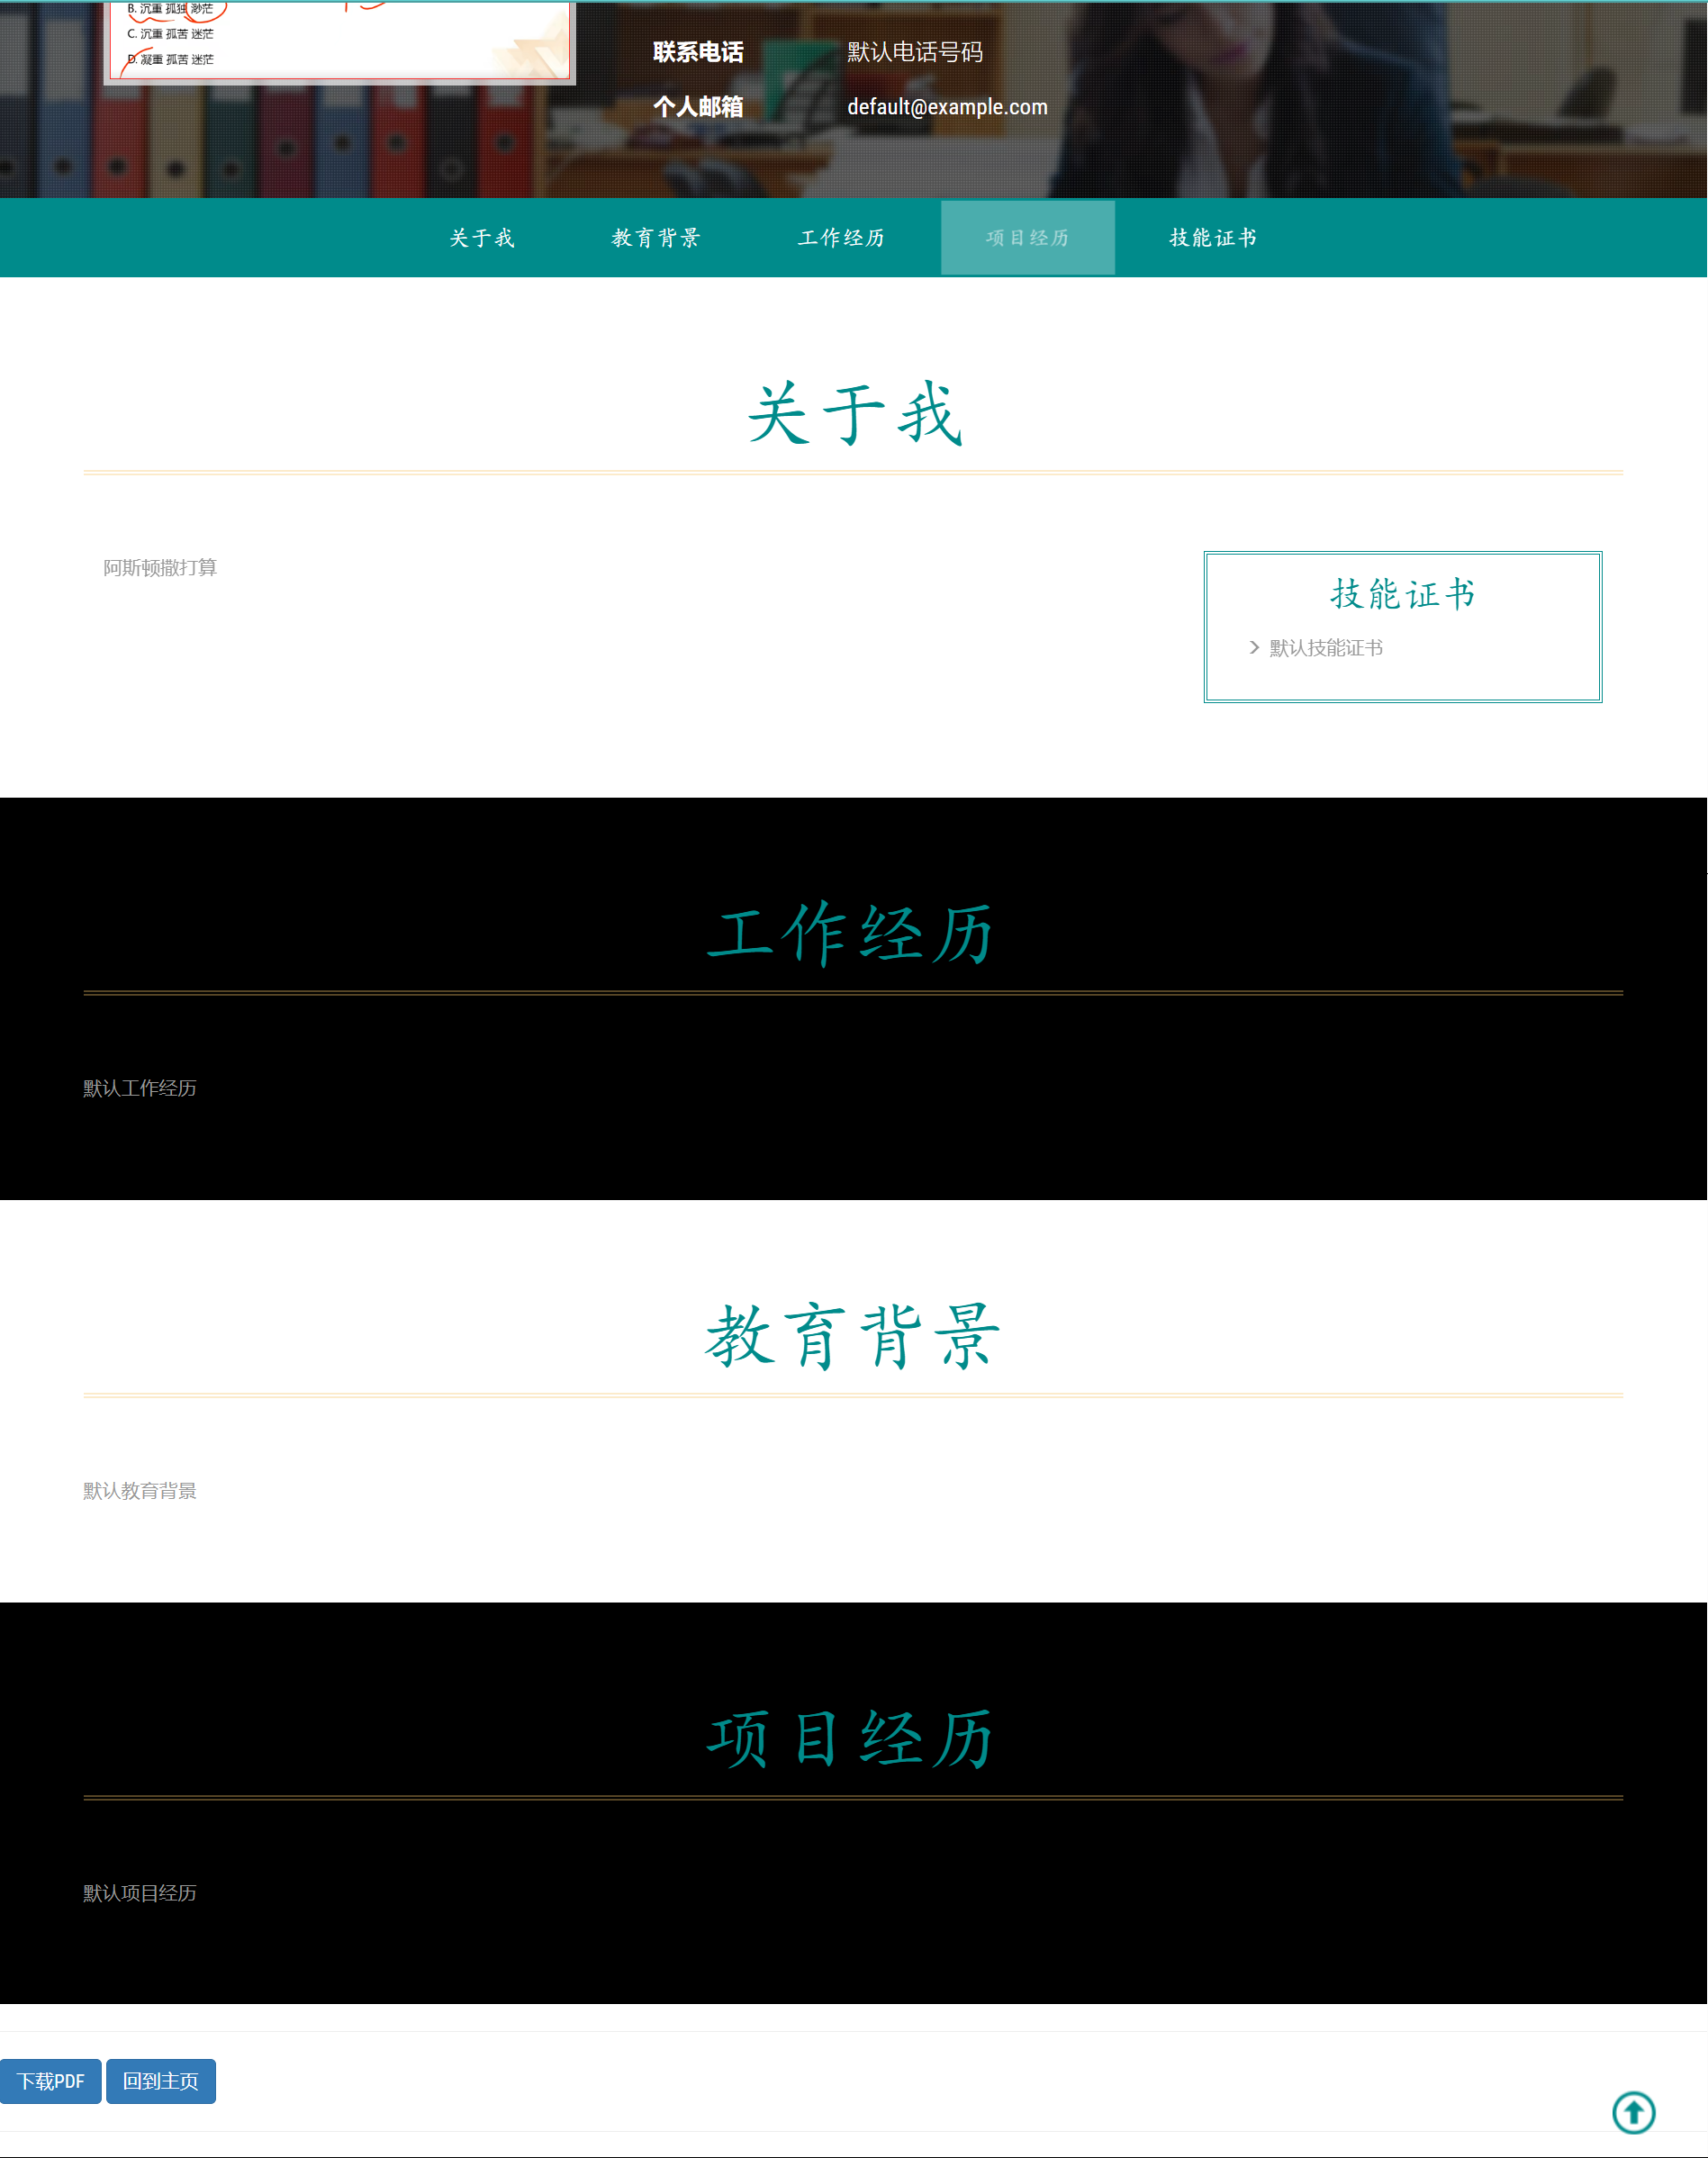 B. 沉重 孤独 渺茫
C. 沉重 孤苦 迷茫
D. 凝重 孤苦 迷茫
联系电话 默认电话号码
个人邮箱 default@example.com
关于我 教育背景 工作经历 项目经历 技能证书
关于我
阿斯顿撒打算
技能证书
默认技能证书
工作经历
默认工作经历
教育背景
默认教育背景
项目经历
默认项目经历
下载PDF 回到主页